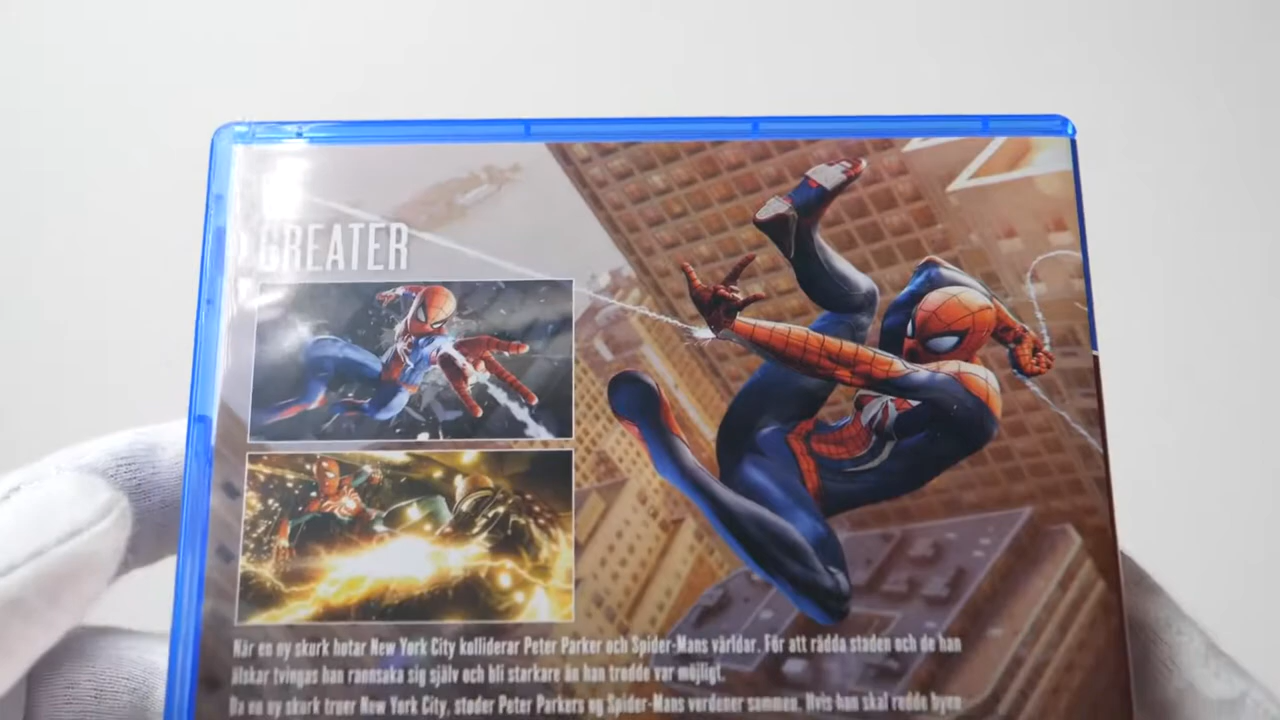 GREATER
När en ny skurk hotar New York City kolliderar Peter Parker och Spider-Mans världar. För att rädda staden och de han
älskar tvingas han rannsaka sig själv och bli starkare än han trodde var möjligt.
Da en ny skurk truer New York City, støder Peter Parkers og Spider-Mans verdener sammen. Hvis han skal redde byen